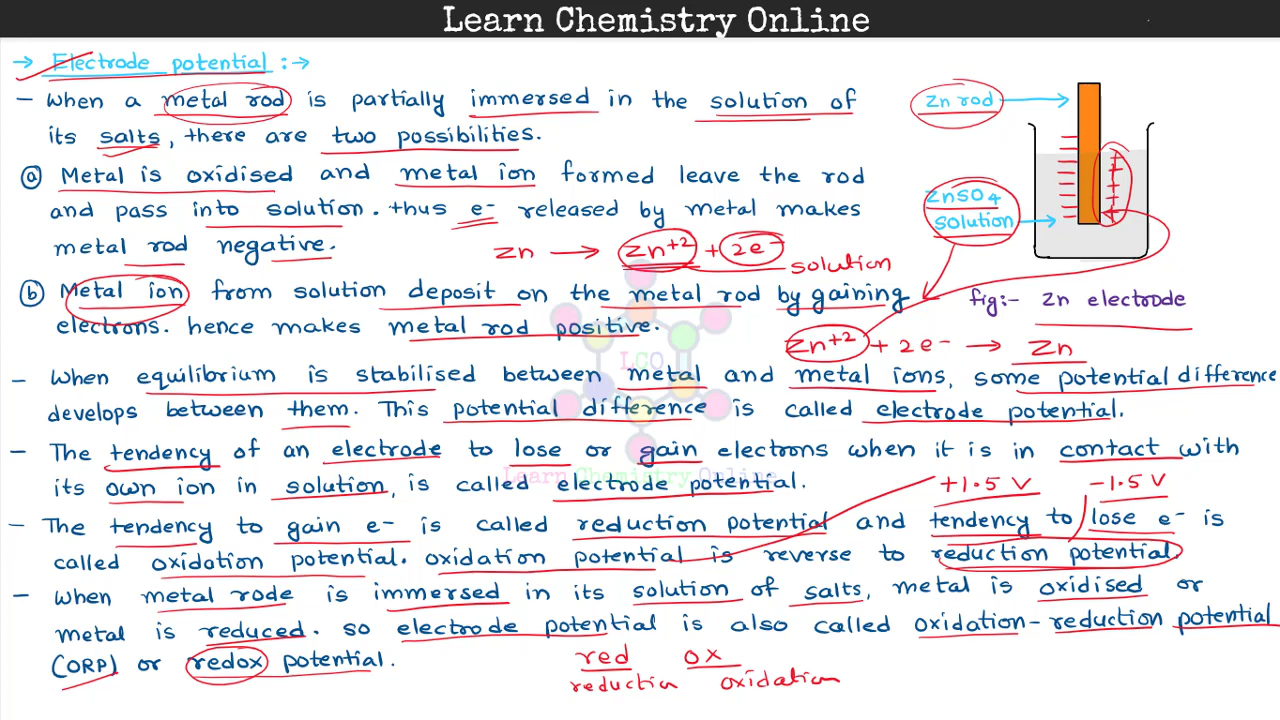 Learn Chemistry Online
→ Electrode potential :→
- When a metal rod is partially immersed in the solution of
its salts, there are two possibilities.
ⓐ Metal is oxidised and metal ion formed leave the rod
and pass into solution. thus e⁻ released by metal makes
metal rod negative.
Zn → Zn⁺² + 2e⁻
solution
ⓑ Metal ion from solution deposit on the metal rod by gaining
electrons. hence makes metal rod positive.
Zn⁺² + 2e⁻ → Zn
Zn rod
ZnSO₄
solution
+
+
+
+
+
fig:- Zn electrode
- When equilibrium is stabilised between metal and metal ions, some potential difference
develops between them. This potential difference is called electrode potential.
- The tendency of an electrode to lose or gain electrons when it is in contact with
its own ion in solution, is called electrode potential.
+1.5 V -1.5 V
- The tendency to gain e⁻ is called reduction potential and tendency to lose e⁻ is
called oxidation potential. oxidation potential is reverse to reduction potential.
- When metal rode is immersed in its solution of salts, metal is oxidised or
metal is reduced. so electrode potential is also called oxidation-reduction potential
(ORP) or redox potential.
red ox
reduction oxidation
LCO
Learn Chemistry Online